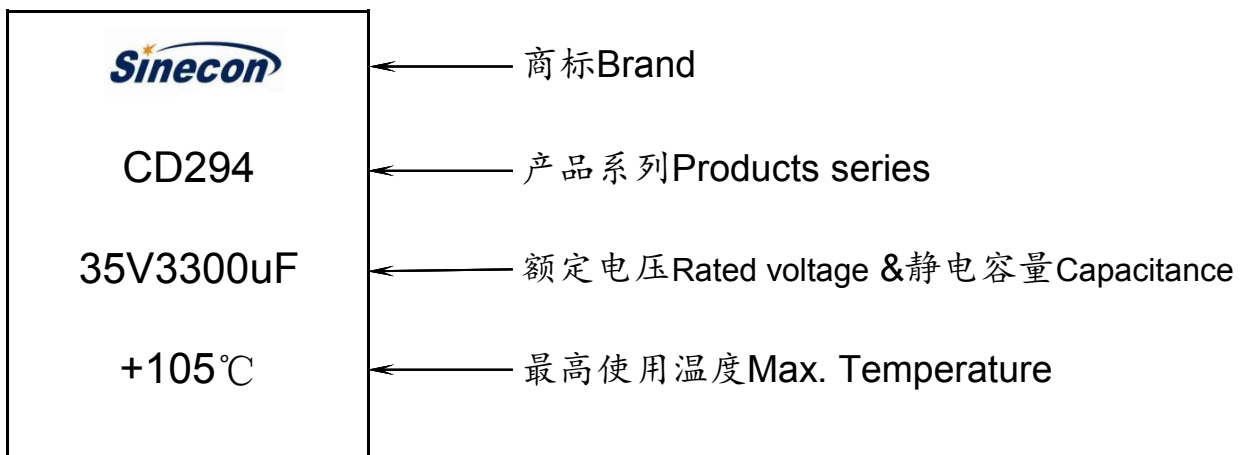 Sinecon 商标Brand
CD294 产品系列Products series
35V3300uF 额定电压Rated voltage &静电容量Capacitance
+105℃ 最高使用温度Max. Temperature